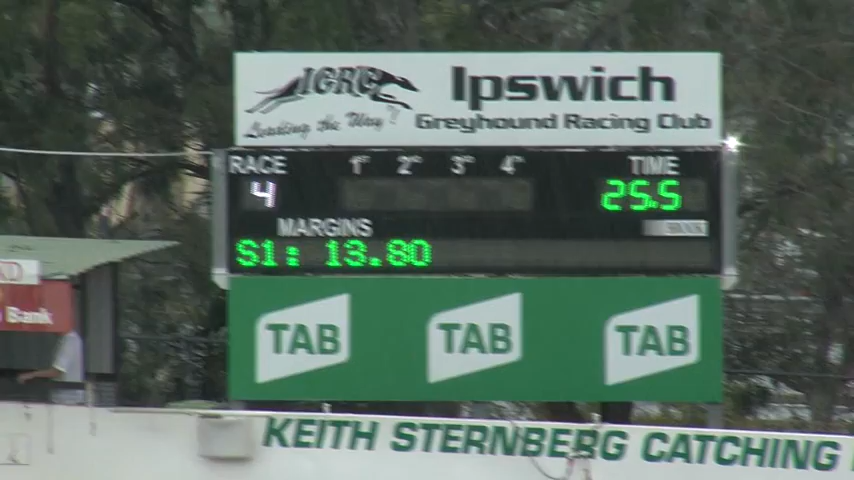 IGRC
Leading the Way
Ipswich
Greyhound Racing Club
RACE 1st 2nd 3rd 4th TIME
4 25.5
MARGINS
S1: 13.80
TAB TAB TAB
Bank
KEITH STERNBERG CATCHING